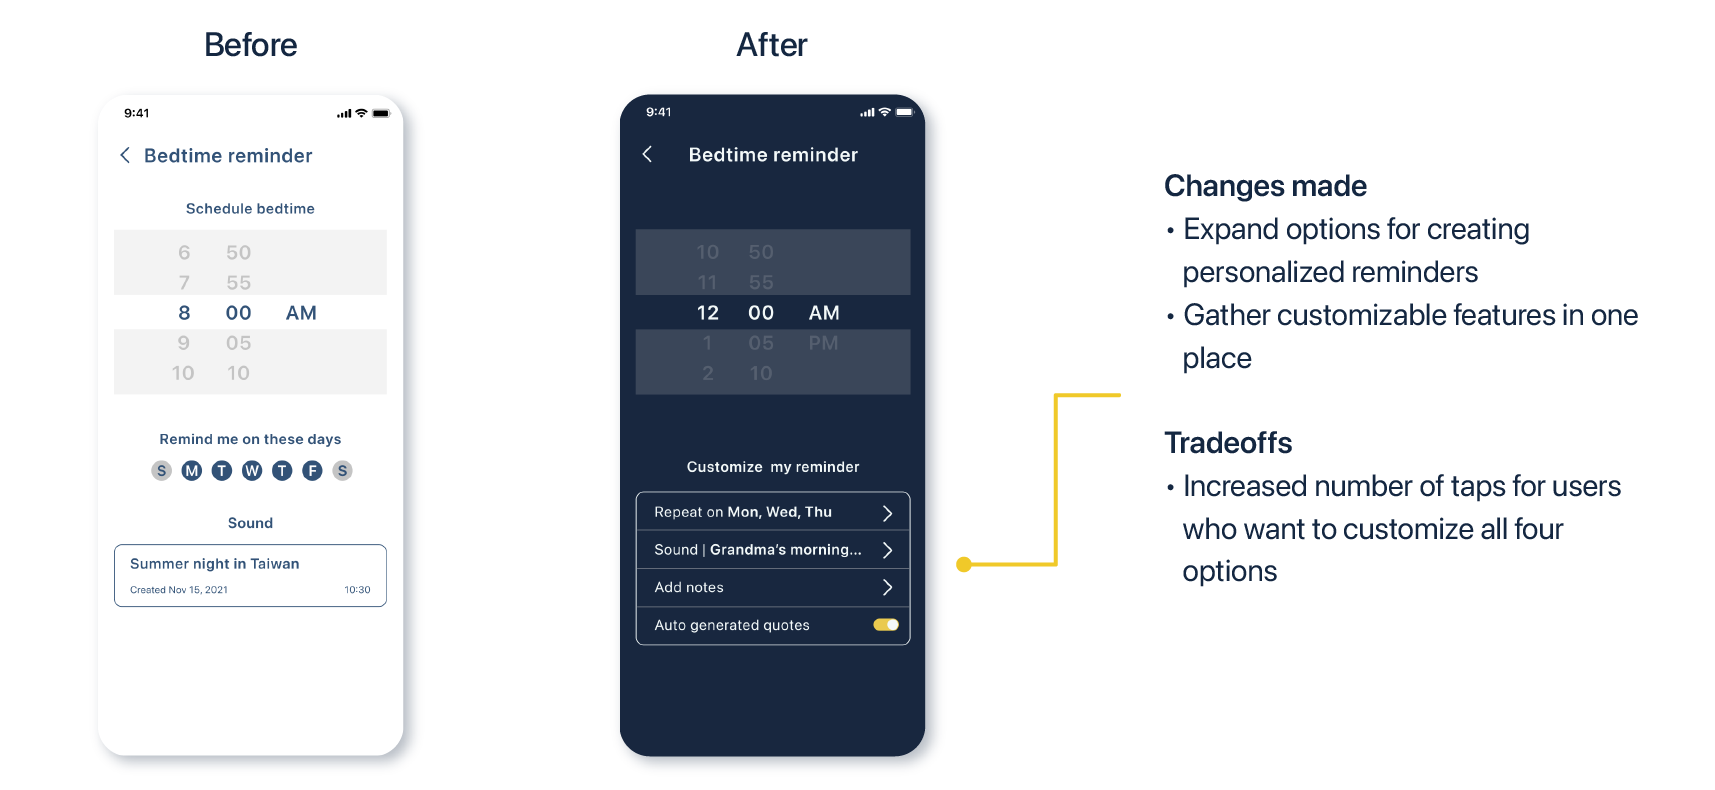 Before
9:41
Bedtime reminder
Schedule bedtime
6 50
7 55
8 00 AM
9 05
10 10
Remind me on these days
S M T W T F S
Sound
Summer night in Taiwan
Created Nov 15, 2021 10:30
After
9:41
Bedtime reminder
10 50
11 55
12 00 AM
1 05 PM
2 10
Customize my reminder
Repeat on Mon, Wed, Thu
Sound | Grandma's morning...
Add notes
Auto generated quotes
Changes made
• Expand options for creating
personalized reminders
• Gather customizable features in one
place
Tradeoffs
• Increased number of taps for users
who want to customize all four
options